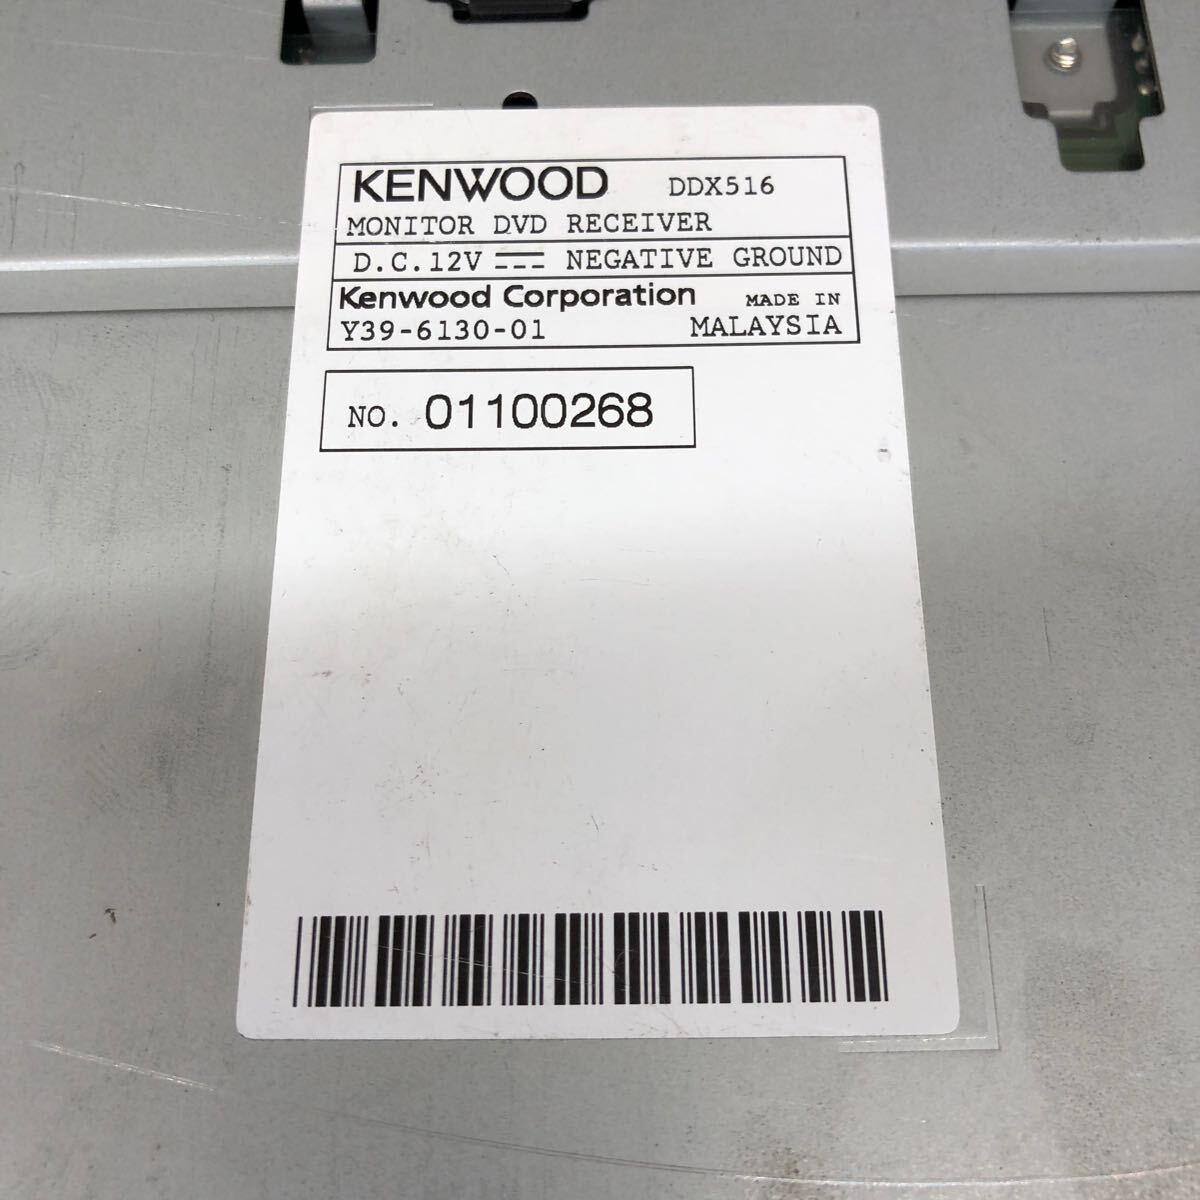 KENWOOD DDX516
MONITOR DVD RECEIVER
D.C.12V NEGATIVE GROUND
Kenwood Corporation MADE IN
Y39-6130-01 MALAYSIA
NO. 01100268